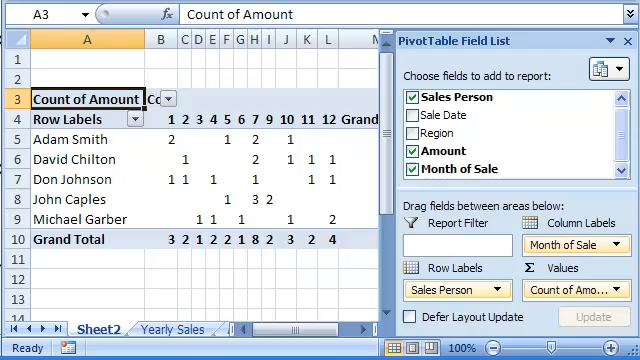 A3
fx
Count of Amount
A B C D E F G H I J K L M
1
2
3 Count of Amount Co
4 Row Labels 1 2 3 4 5 6 7 9 10 11 12 Grand
5 Adam Smith 2 1 2 1
6 David Chilton 1 2 1 1 1
7 Don Johnson 1 1 1 1 1 1
8 John Caples 1 3 2
9 Michael Garber 1 1 1 1 2
10 Grand Total 3 2 1 2 2 1 8 2 3 2 4
11
12
13
14
Sheet2 Yearly Sales
Ready
100%
PivotTable Field List
Choose fields to add to report:
Sales Person
Sale Date
Region
Amount
Month of Sale
Drag fields between areas below:
Report Filter
Column Labels
Month of Sale
Row Labels
Σ Values
Sales Person
Count of Amo...
Defer Layout Update
Update